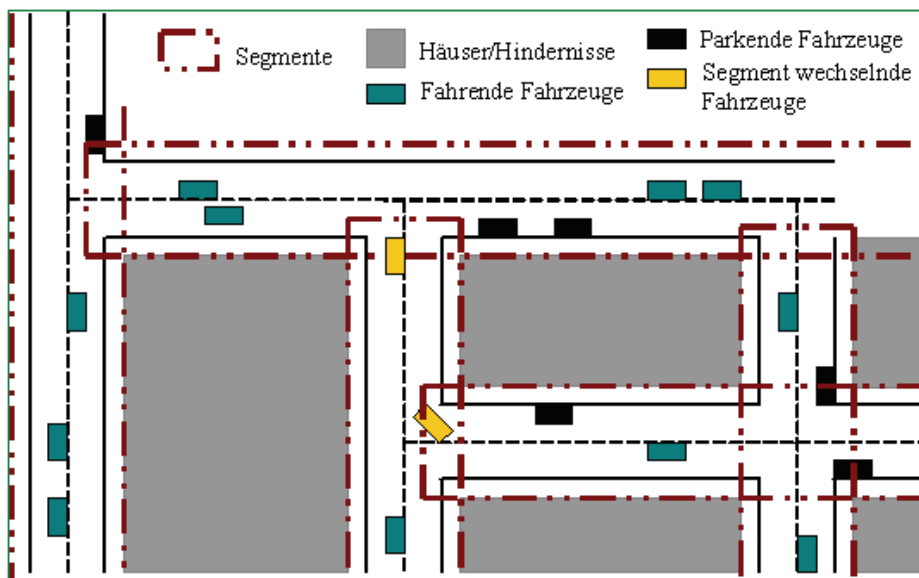 Segmente
Häuser/Hindernisse
Fahrende Fahrzeuge
Parkende Fahrzeuge
Segment wechselnde
Fahrzeuge